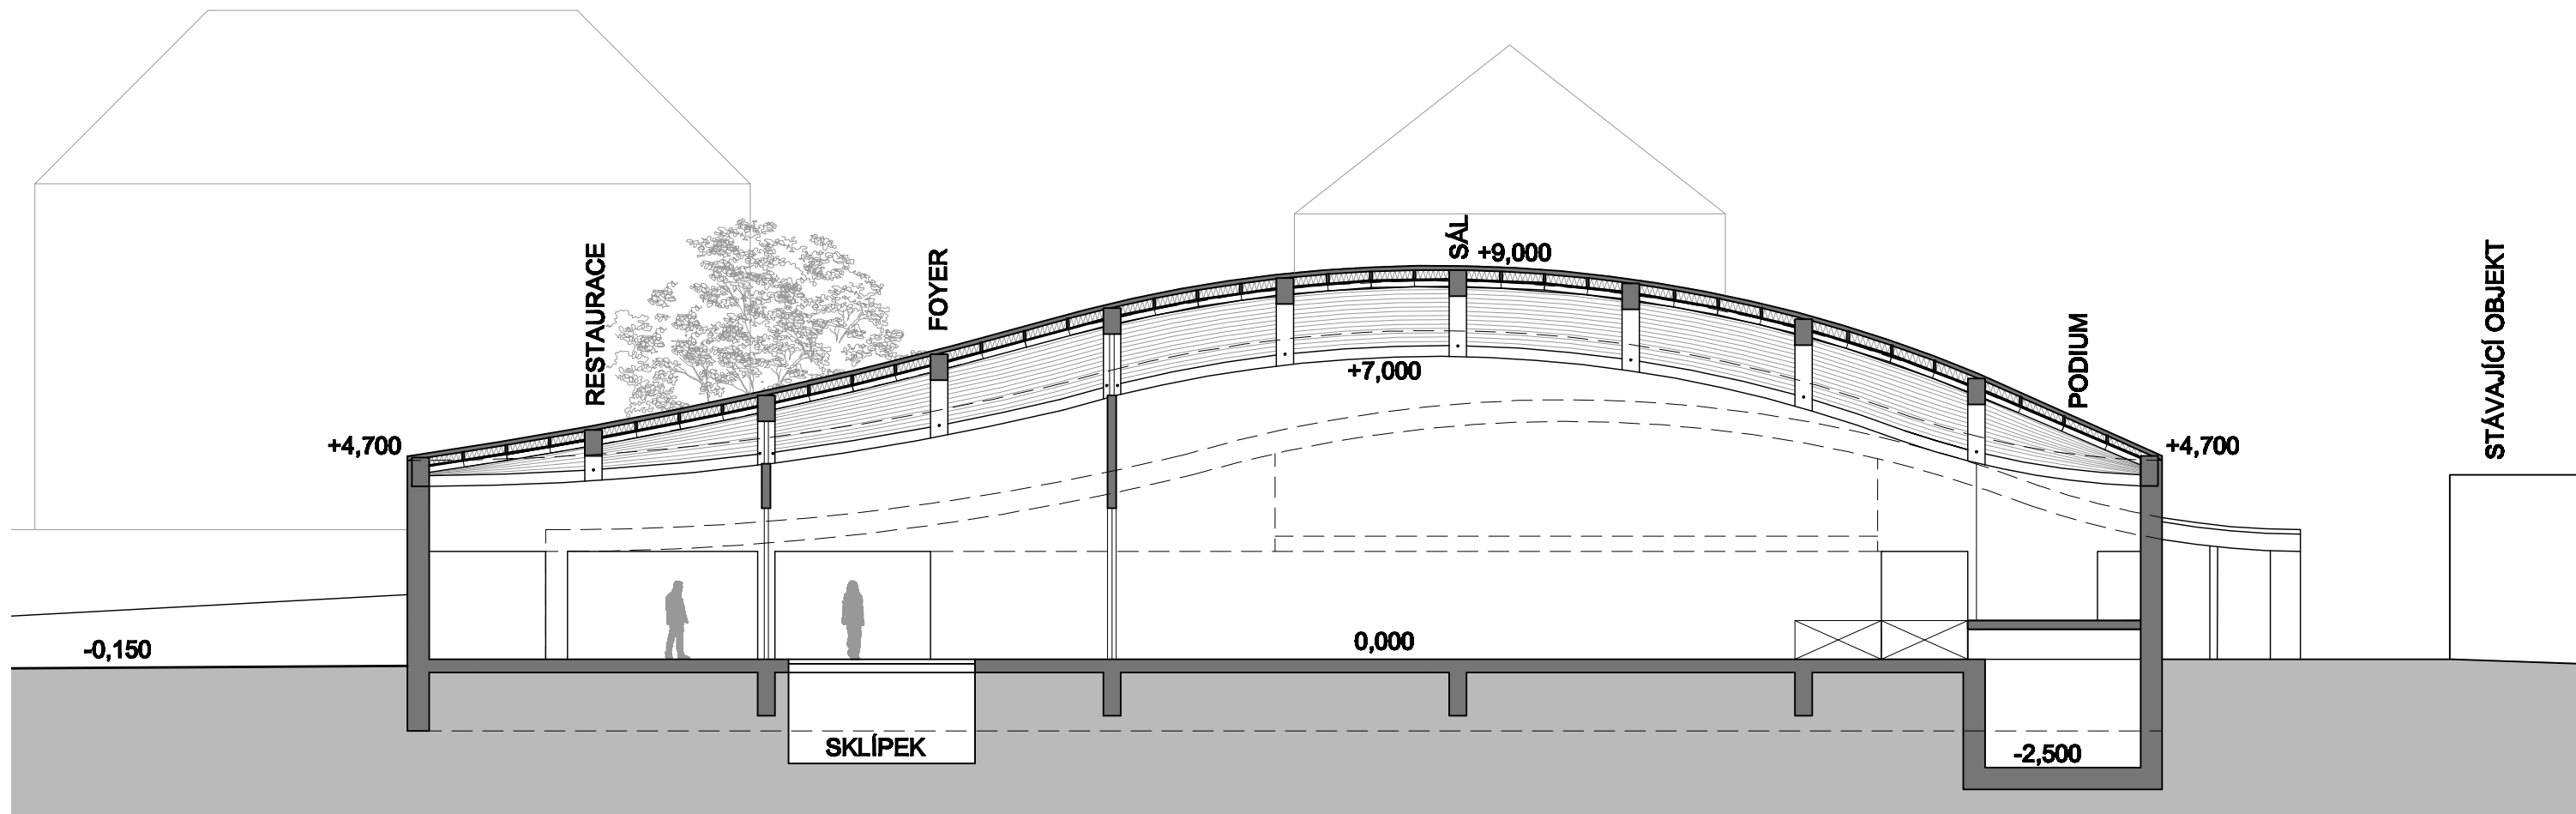 RESTAURACE
FOYER
SÁL
+9,000
PODIUM
STÁVAJÍCÍ OBJEKT
+7,000
+4,700
+4,700
-0,150
0,000
SKLÍPEK
-2,500